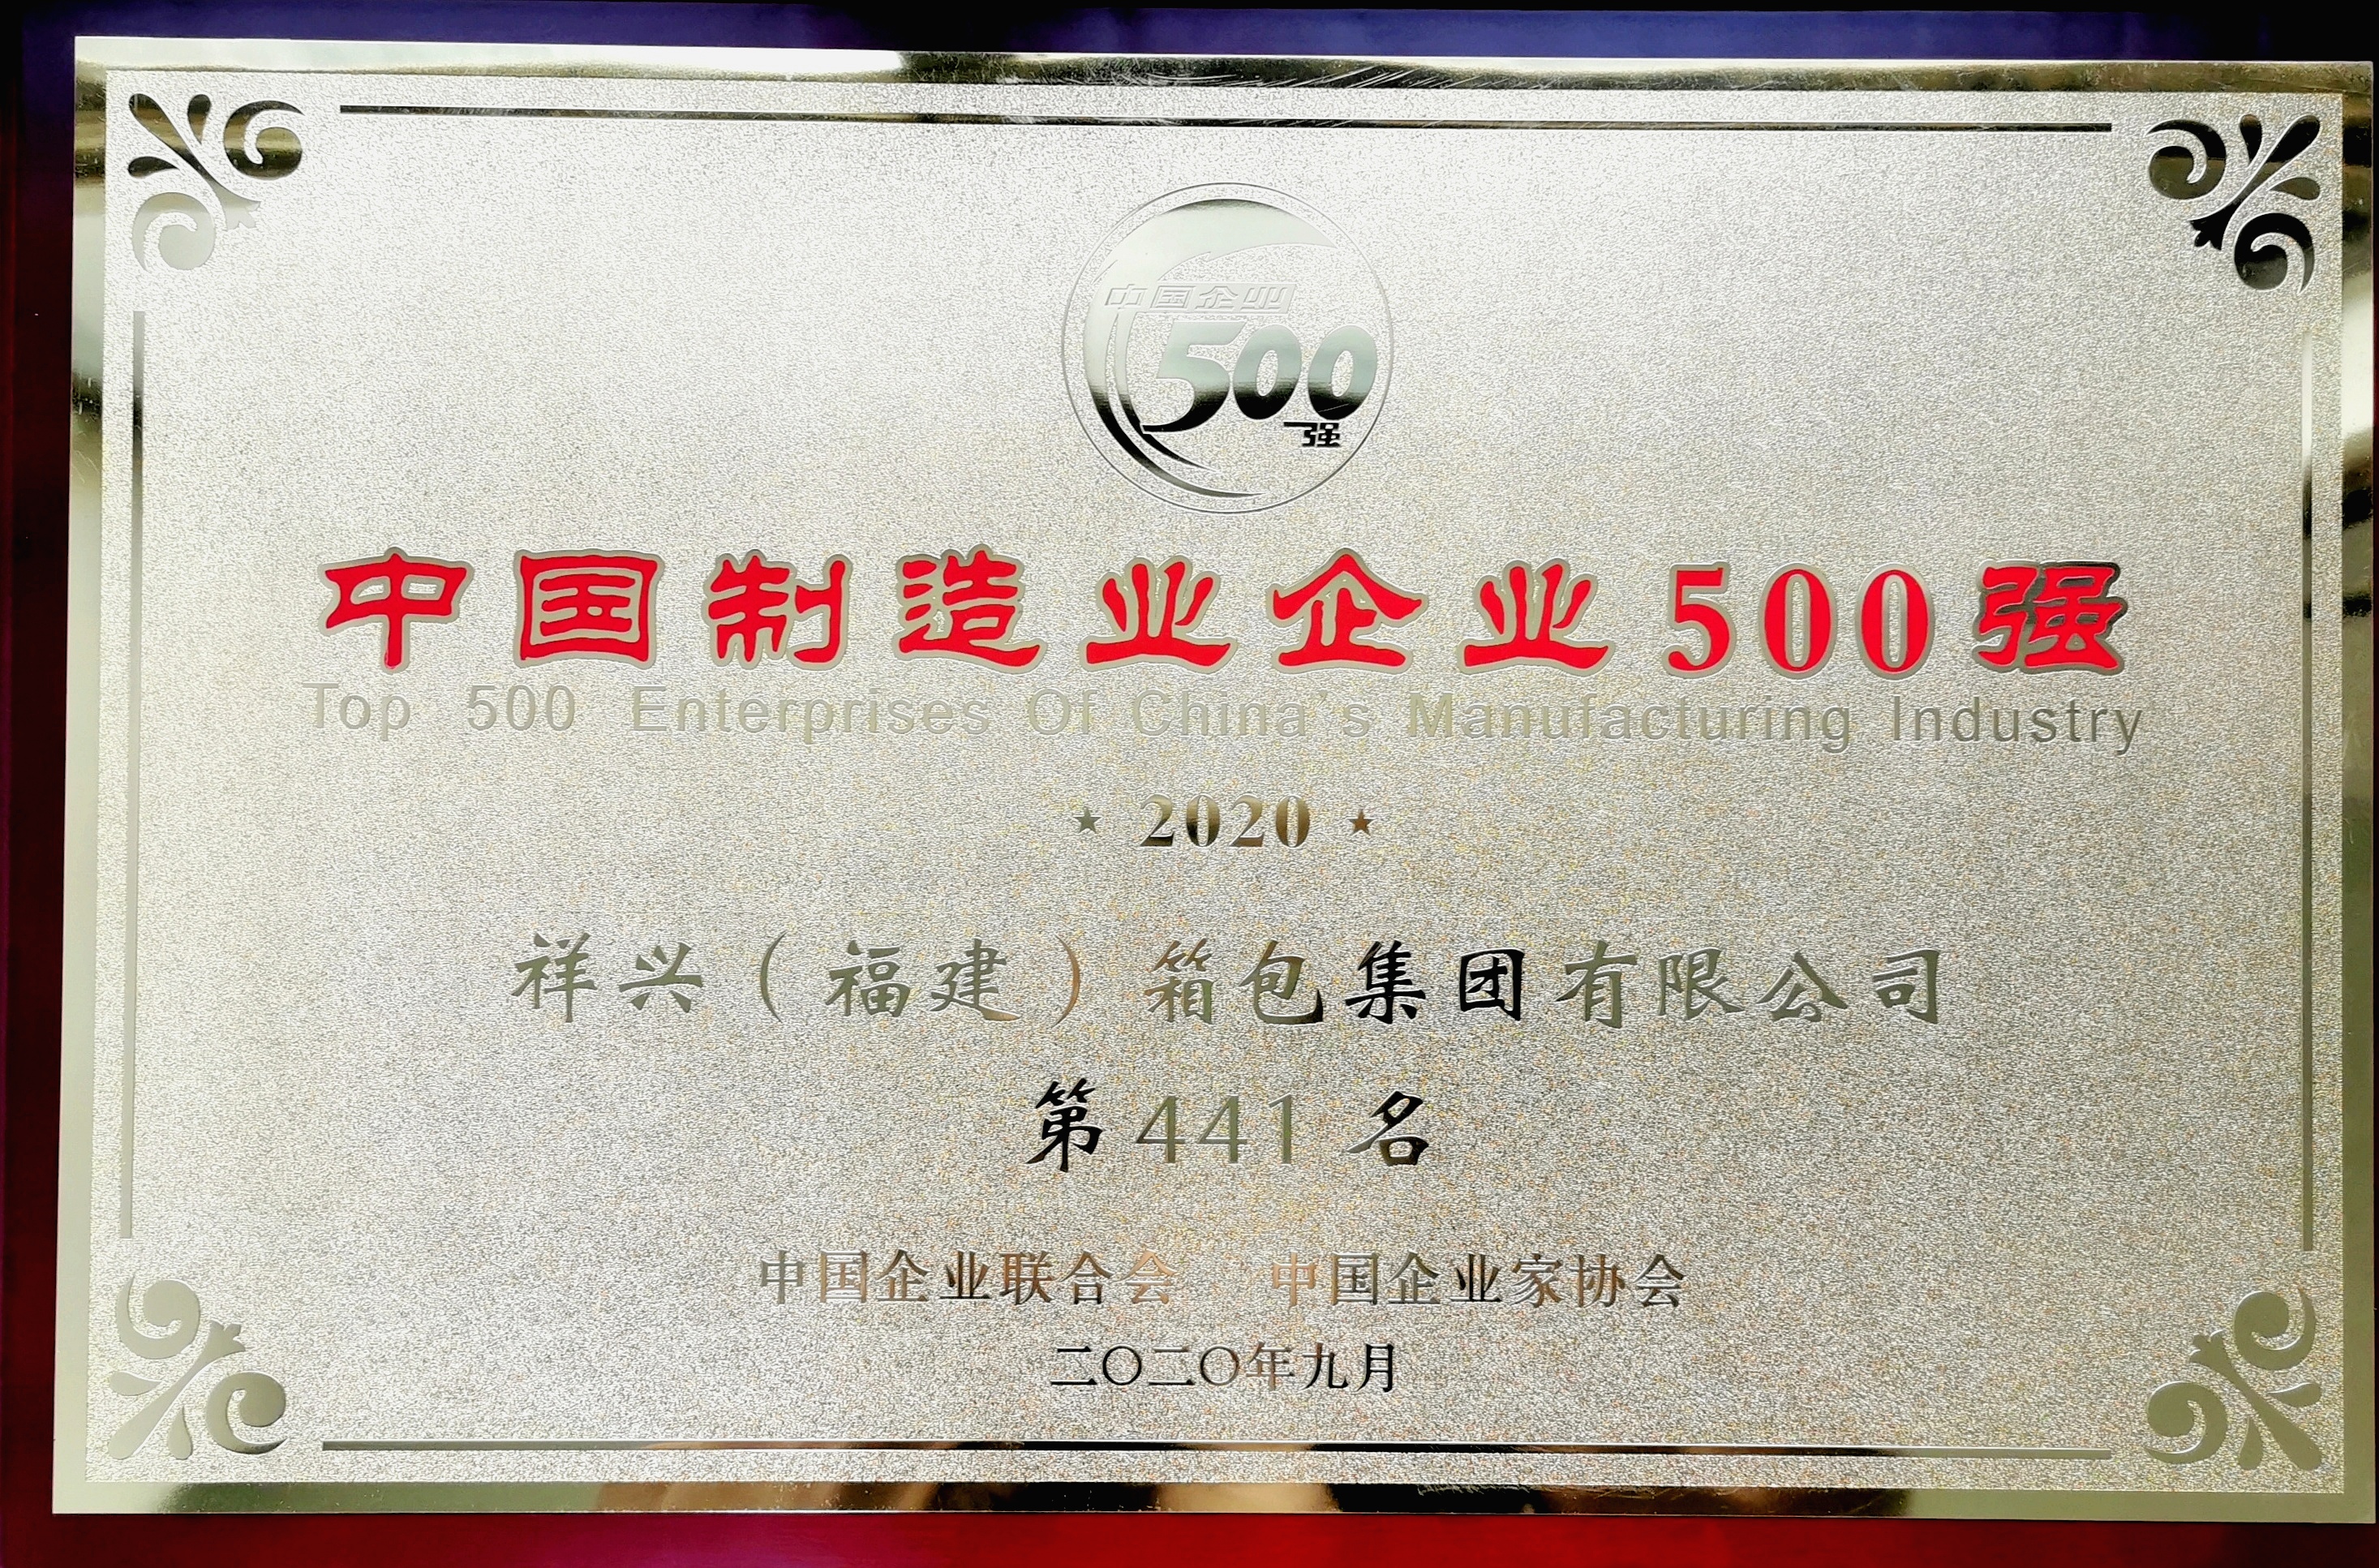 中国企业
500
强
中国制造业企业500强
Top 500 Enterprises Of China's Manufacturing Industry
★ 2020 ★
祥兴（福建）箱包集团有限公司
第441名
中国企业联合会 中国企业家协会
二〇二〇年九月